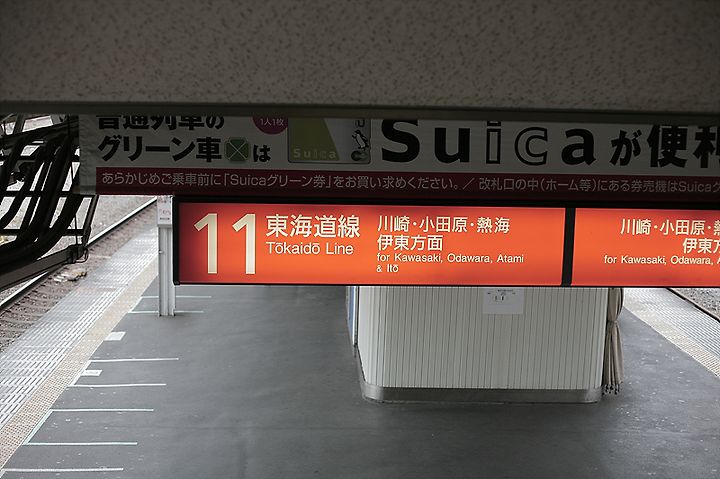 普通列車の
グリーン車は
1人1枚
Suica
Suicaが便利
あらかじめご乗車前に「Suicaグリーン券」をお買い求めください。／改札口の中（ホーム等）にある券売機はSuica
11 東海道線
Tōkaidō Line
川崎・小田原・熱海
伊東方面
for Kawasaki, Odawara, Atami
& Itō
川崎・小田原・熱
伊東方
for Kawasaki, Odawara,